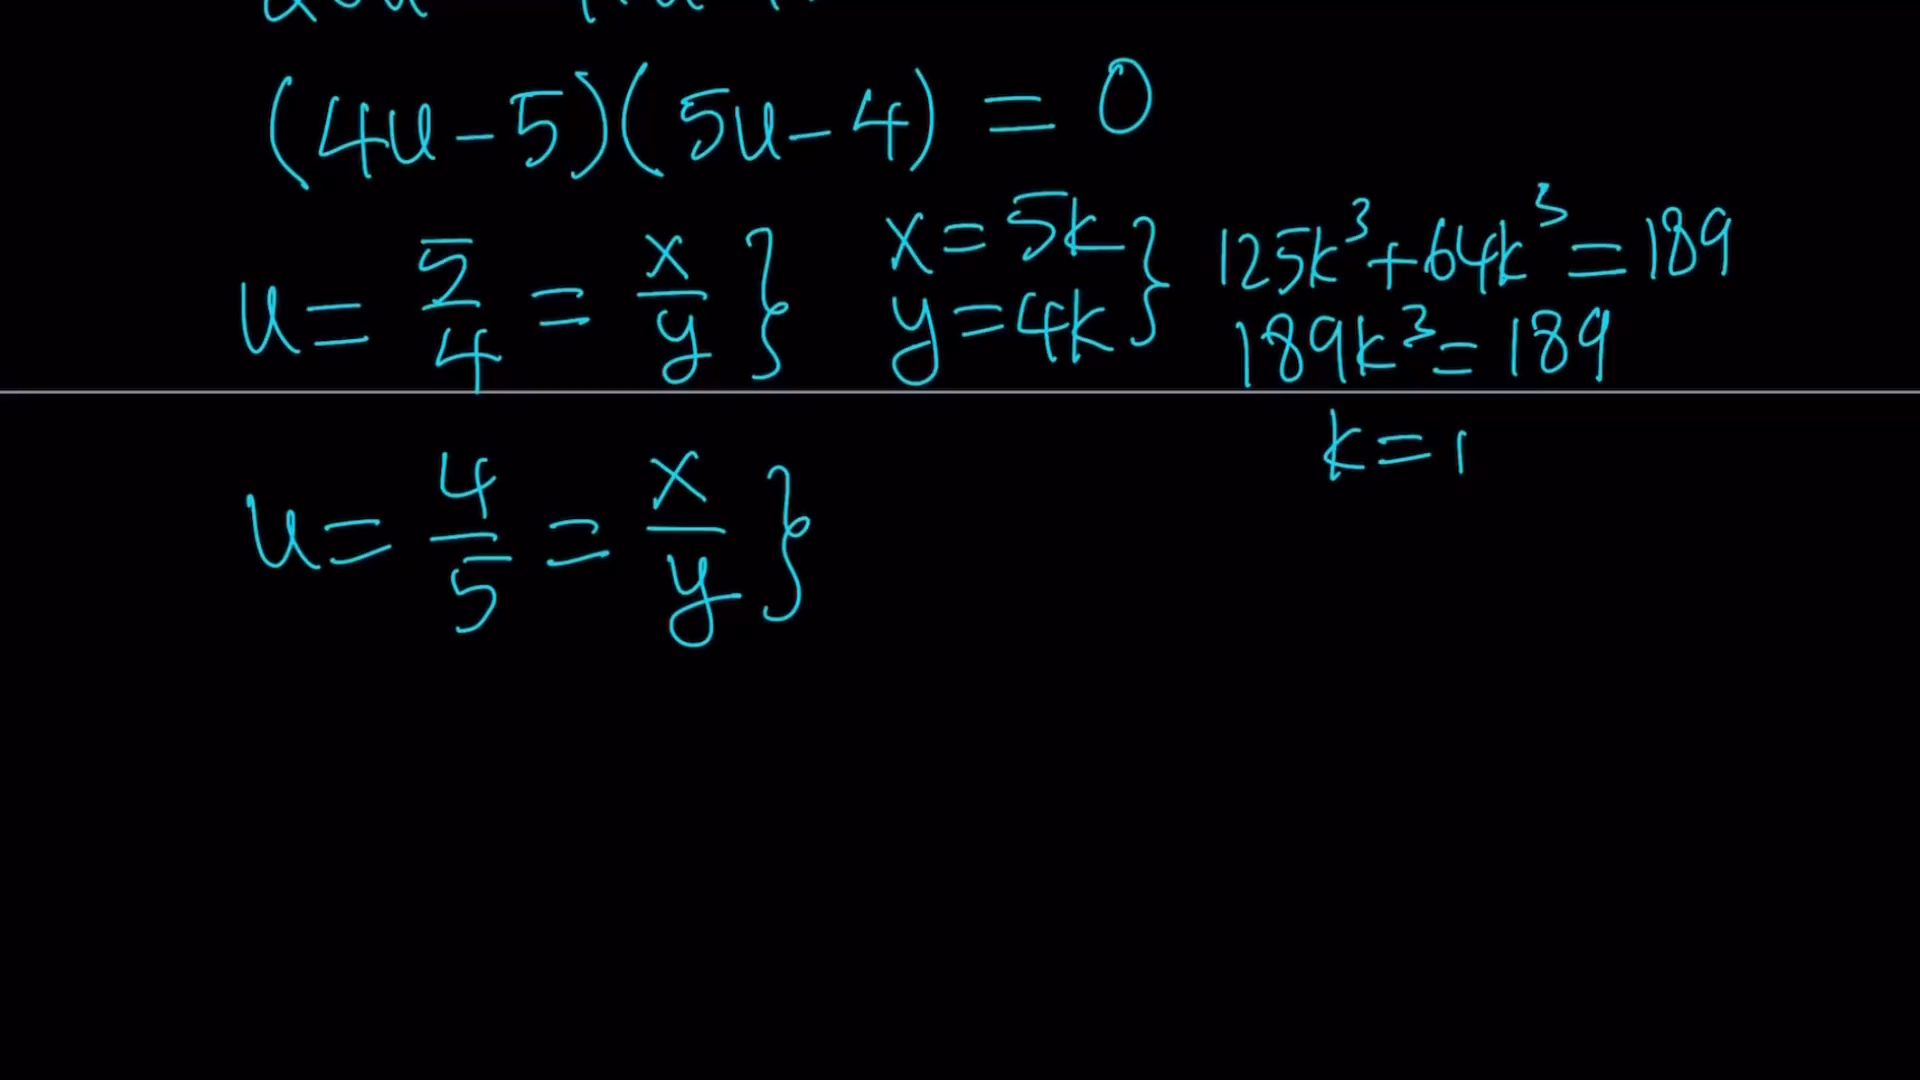 (4u-5)(5u-4) = 0
u = 5/4 = x/y } x = 5k y = 4k } 125k³ + 64k³ = 189
189k³ = 189
k = 1
u = 4/5 = x/y }